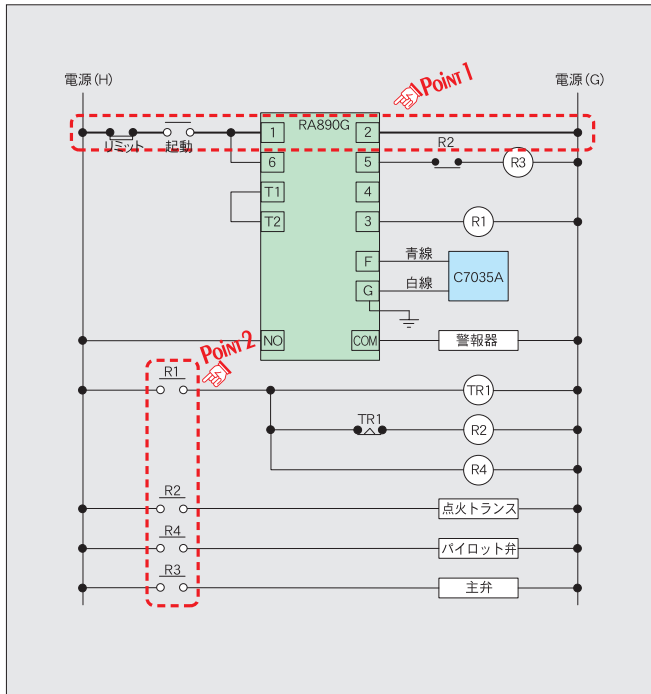 電源(H)
電源(G)
POINT 1
リミット
起動
RA890G
1
2
R2
6
5
R3
T1
4
T2
3
R1
F
青線
C7035A
G
白線
NO
COM
警報器
POINT 2
R1
TR1
TR1
R2
R4
R2
点火トランス
R4
パイロット弁
R3
主弁